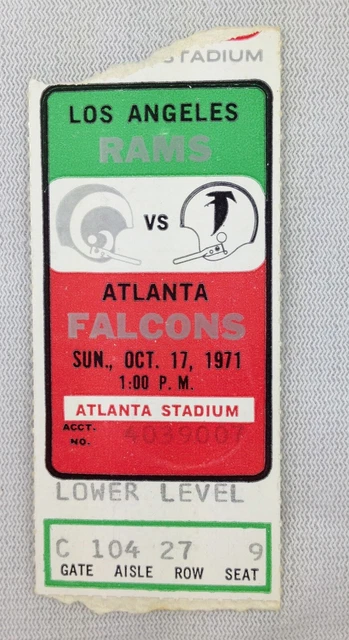 STADIUM
LOS ANGELES
RAMS
VS
ATLANTA
FALCONS
SUN., OCT. 17, 1971
1:00 P. M.
ATLANTA STADIUM
ACCT.
NO. 4039007
LOWER LEVEL
C 104 27 9
GATE AISLE ROW SEAT